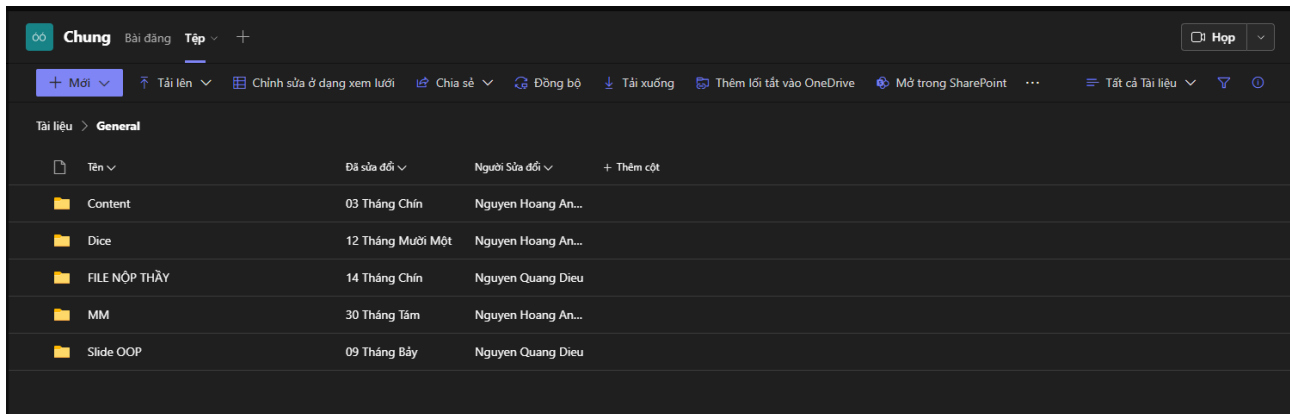 Chung Bài đăng Tệp
Họp
Mới Tải lên Chỉnh sửa ở dạng xem lưới Chia sẻ Đồng bộ Tải xuống Thêm lối tắt vào OneDrive Mở trong SharePoint ... Tất cả Tài liệu
Tài liệu > General
Tên Đã sửa đổi Người Sửa đổi + Thêm cột
Content 03 Tháng Chín Nguyen Hoang An...
Dice 12 Tháng Mười Một Nguyen Hoang An...
FILE NỘP THẦY 14 Tháng Chín Nguyen Quang Dieu
MM 30 Tháng Tám Nguyen Hoang An...
Slide OOP 09 Tháng Bảy Nguyen Quang Dieu